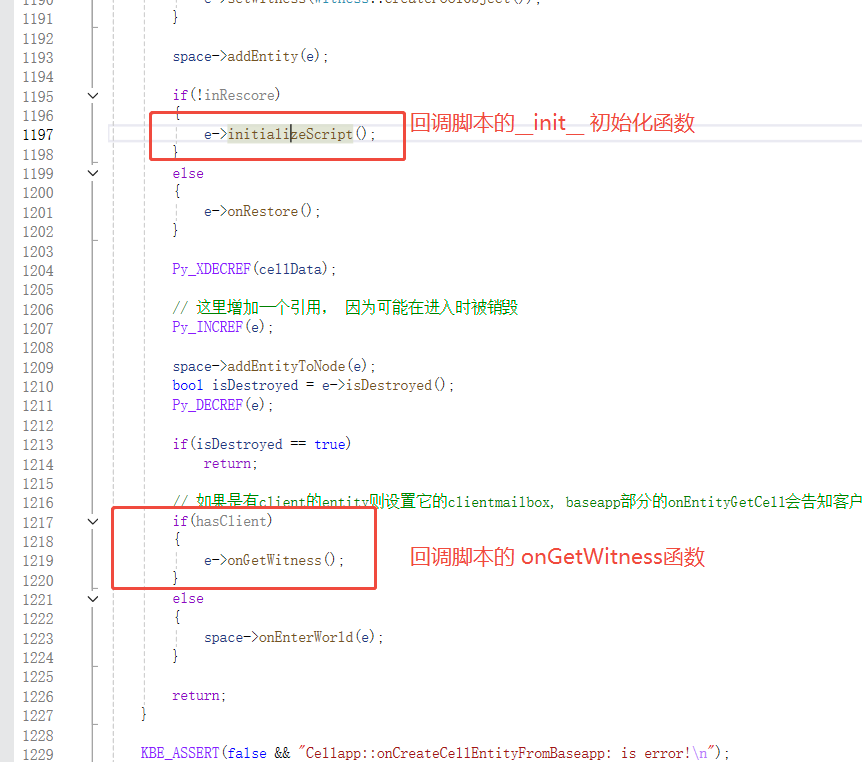 1190 e->setWitness(Witness::createPoolObject());
1191 }
1192
1193 space->addEntity(e);
1194
1195 if(!inRescore)
1196 {
1197 e->initializeScript(); 回调脚本的__init__ 初始化函数
1198 }
1199 else
1200 {
1201 e->onRestore();
1202 }
1203
1204 Py_XDECREF(cellData);
1205
1206 // 这里增加一个引用, 因为可能在进入时被销毁
1207 Py_INCREF(e);
1208
1209 space->addEntityToNode(e);
1210 bool isDestroyed = e->isDestroyed();
1211 Py_DECREF(e);
1212
1213 if(isDestroyed == true)
1214 return;
1215
1216 // 如果是有client的entity则设置它的clientmailbox, baseapp部分的onEntityGetCell会告知客户
1217 if(hasClient)
1218 {
1219 e->onGetWitness(); 回调脚本的 onGetWitness函数
1220 }
1221 else
1222 {
1223 space->onEnterWorld(e);
1224 }
1225
1226 return;
1227 }
1228
1229 KBE_ASSERT(false && "Cellapp::onCreateCellEntityFromBaseapp: is error!\n");